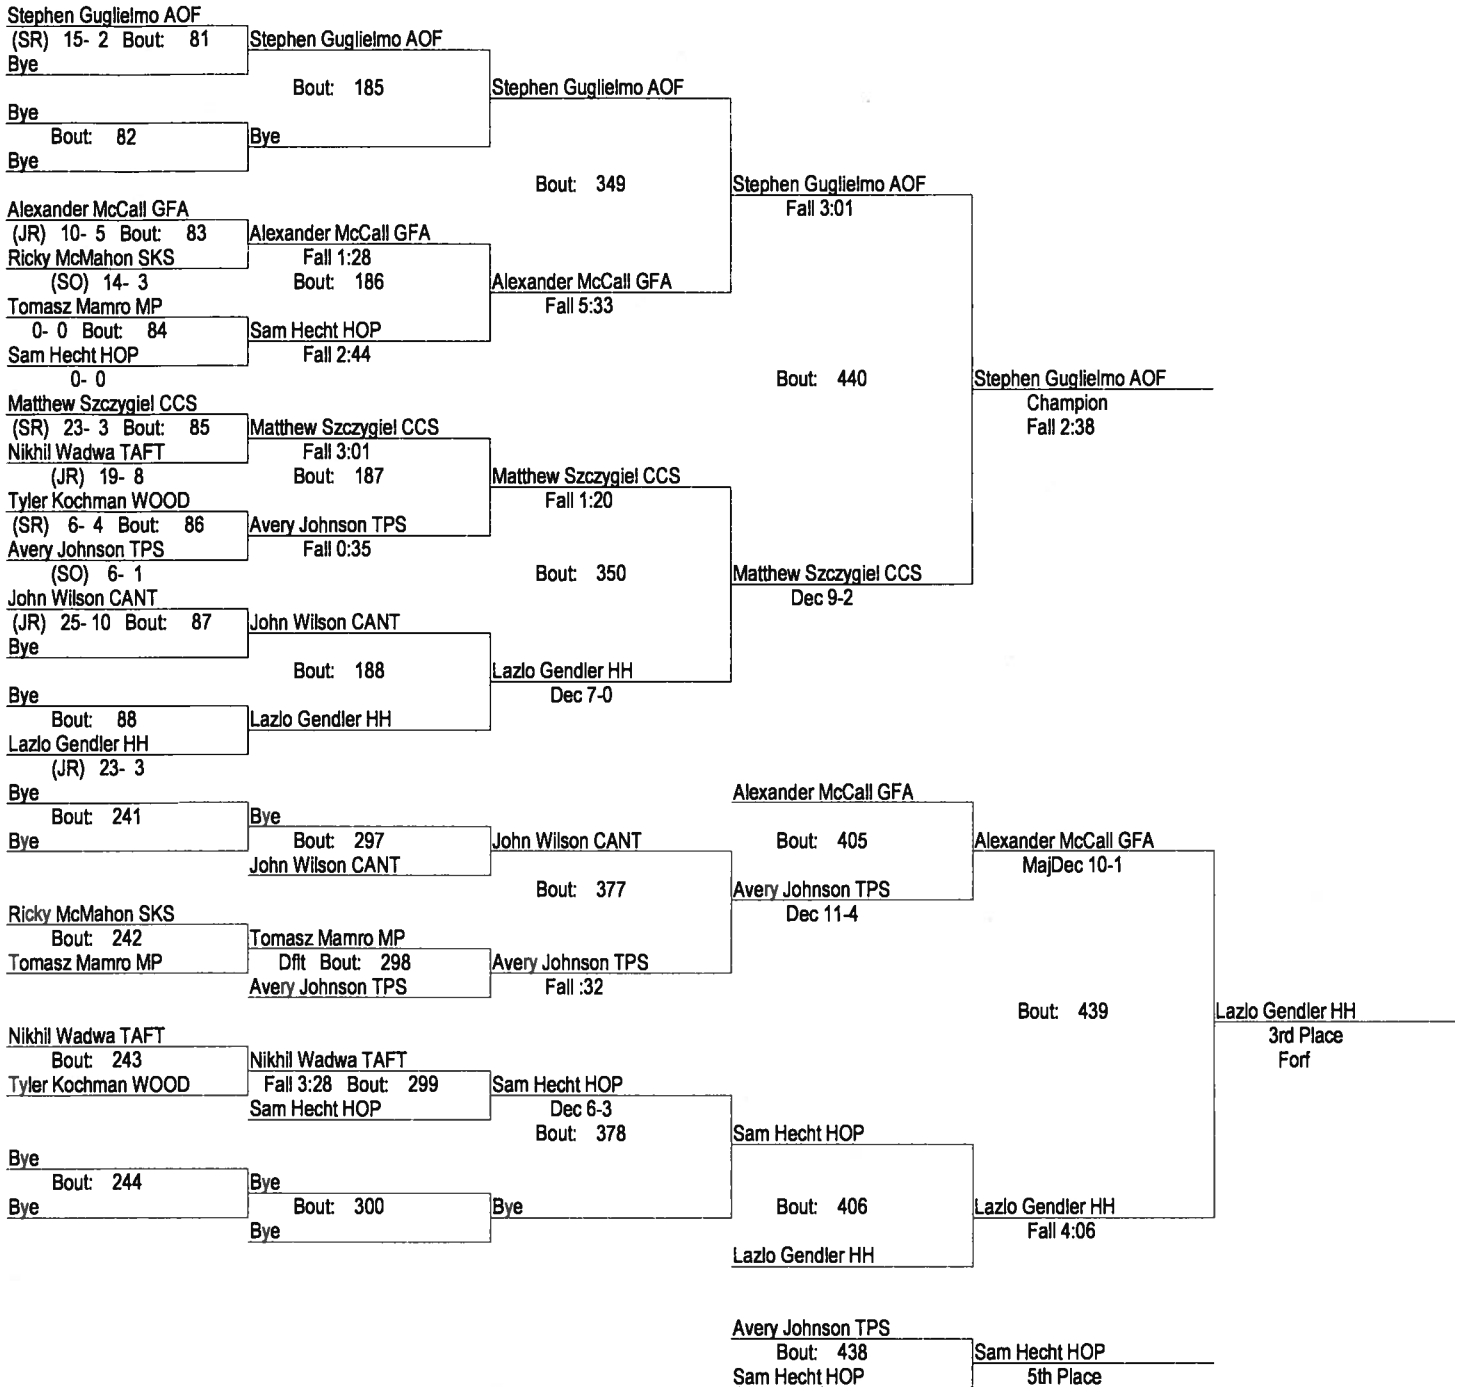 Stephen Guglielmo AOF
(SR) 15- 2 Bout: 81
Bye
Bye
Bout: 82
Bye
Alexander McCall GFA
(JR) 10- 5 Bout: 83
Ricky McMahon SKS
(SO) 14- 3
Tomasz Mamro MP
0- 0 Bout: 84
Sam Hecht HOP
0- 0
Matthew Szczygiel CCS
(SR) 23- 3 Bout: 85
Nikhil Wadwa TAFT
(JR) 19- 8
Tyler Kochman WOOD
(SR) 6- 4 Bout: 86
Avery Johnson TPS
(SO) 6- 1
John Wilson CANT
(JR) 25- 10 Bout: 87
Bye
Bye
Bout: 88
Lazlo Gendler HH
(JR) 23- 3
Stephen Guglielmo AOF
Bout: 185
Bye
Alexander McCall GFA
Fall 1:28
Bout: 186
Sam Hecht HOP
Fall 2:44
Matthew Szczygiel CCS
Fall 3:01
Bout: 187
Avery Johnson TPS
Fall 0:35
John Wilson CANT
Bout: 188
Lazlo Gendler HH
Stephen Guglielmo AOF
Bout: 349
Alexander McCall GFA
Fall 5:33
Matthew Szczygiel CCS
Fall 1:20
Bout: 350
Lazlo Gendler HH
Dec 7-0
Stephen Guglielmo AOF
Fall 3:01
Bout: 440
Matthew Szczygiel CCS
Dec 9-2
Stephen Guglielmo AOF
Champion
Fall 2:38
Bye
Bout: 241
Bye
Ricky McMahon SKS
Bout: 242
Tomasz Mamro MP
Nikhil Wadwa TAFT
Bout: 243
Tyler Kochman WOOD
Bye
Bout: 244
Bye
Bye
Bout: 297
John Wilson CANT
Tomasz Mamro MP
Dflt Bout: 298
Avery Johnson TPS
Nikhil Wadwa TAFT
Fall 3:28 Bout: 299
Sam Hecht HOP
Bye
Bout: 300
Bye
John Wilson CANT
Bout: 377
Avery Johnson TPS
Fall :32
Sam Hecht HOP
Dec 6-3
Bout: 378
Bye
Alexander McCall GFA
Bout: 405
Avery Johnson TPS
Dec 11-4
Sam Hecht HOP
Bout: 406
Lazlo Gendler HH
Alexander McCall GFA
MajDec 10-1
Bout: 439
Lazlo Gendler HH
Fall 4:06
Lazlo Gendler HH
3rd Place
Forf
Avery Johnson TPS
Bout: 438
Sam Hecht HOP
Sam Hecht HOP
5th Place